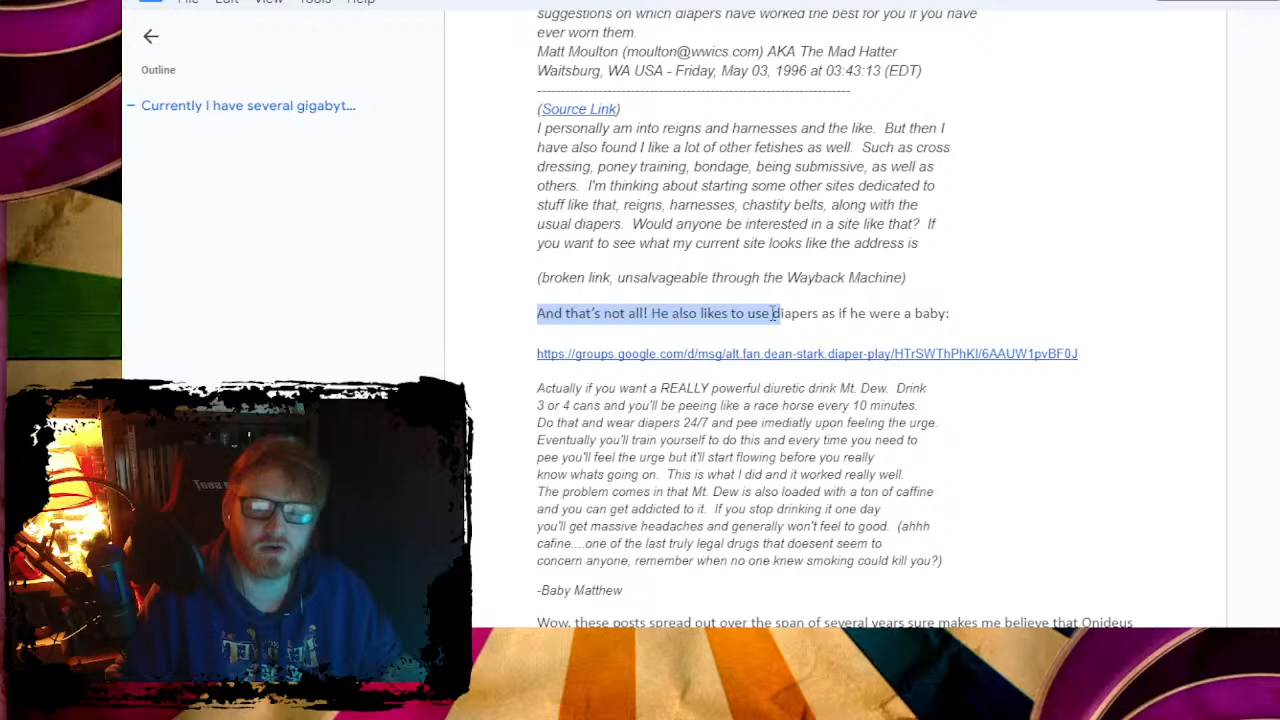 File Edit View Tools Help
suggestions on which diapers have worked the best for you if you have
ever worn them.
Matt Moulton (moulton@wwics.com) AKA The Mad Hatter
Waitsburg, WA USA - Friday, May 03, 1996 at 03:43:13 (EDT)
----------------------------------------------------------------
(Source Link)
I personally am into reigns and harnesses and the like. But then I
have also found I like a lot of other fetishes as well. Such as cross
dressing, poney training, bondage, being submissive, as well as
others. I'm thinking about starting some other sites dedicated to
stuff like that, reigns, harnesses, chastity belts, along with the
usual diapers. Would anyone be interested in a site like that? If
you want to see what my current site looks like the address is
(broken link, unsalvageable through the Wayback Machine)
And that's not all! He also likes to use diapers as if he were a baby:
https://groups.google.com/d/msg/alt.fan.dean-stark.diaper-play/HTrSWThPhKI/6AAUW1pvBF0J
Actually if you want a REALLY powerful diuretic drink Mt. Dew. Drink
3 or 4 cans and you'll be peeing like a race horse every 10 minutes.
Do that and wear diapers 24/7 and pee imediatly upon feeling the urge.
Eventually you'll train yourself to do this and every time you need to
pee you'll feel the urge but it'll start flowing before you really
know whats going on. This is what I did and it worked really well.
The problem comes in that Mt. Dew is also loaded with a ton of caffine
and you can get addicted to it. If you stop drinking it one day
you'll get massive headaches and generally won't feel to good. (ahhh
cafine....one of the last truly legal drugs that doesent seem to
concern anyone, remember when no one knew smoking could kill you?)
-Baby Matthew
Wow, these posts spread out over the span of several years sure makes me believe that Onideus
Outline
Currently I have several gigabyt...